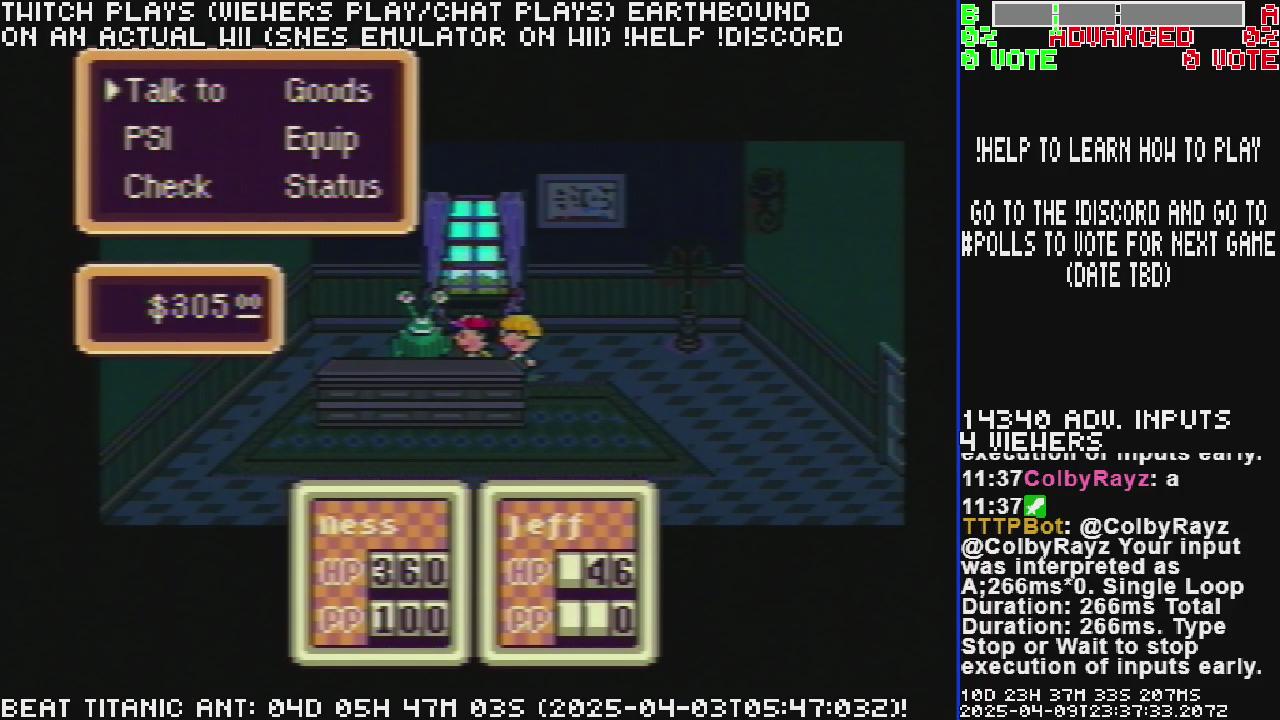 TWITCH PLAYS (VIEWERS PLAY/CHAT PLAYS) EARTHBOUND
ON AN ACTUAL WII (SNES EMULATOR ON WII) !HELP !DISCORD
Talk to Goods
PSI Equip
Check Status
$305.00
Ness
HP 360
PP 100
Jeff
HP 46
PP 0
BEAT TITANIC ANT: 04D 05H 47M 03S (2025-04-03T05:47:03Z)!
B A
0% ADVANCED 0%
0 VOTE 0 VOTE
!HELP TO LEARN HOW TO PLAY
GO TO THE !DISCORD AND GO TO
#POLLS TO VOTE FOR NEXT GAME
(DATE TBD)
14340 ADV. INPUTS
4 VIEWERS
execution of inputs early.
11:37 ColbyRayz: a
11:37
TTTPBot: @ColbyRayz
@ColbyRayz Your input
was interpreted as
A;266ms*0. Single Loop
Duration: 266ms Total
Duration: 266ms. Type
Stop or Wait to stop
execution of inputs early.
10D 23H 37M 33S 207MS
2025-04-09T23:37:33.207Z